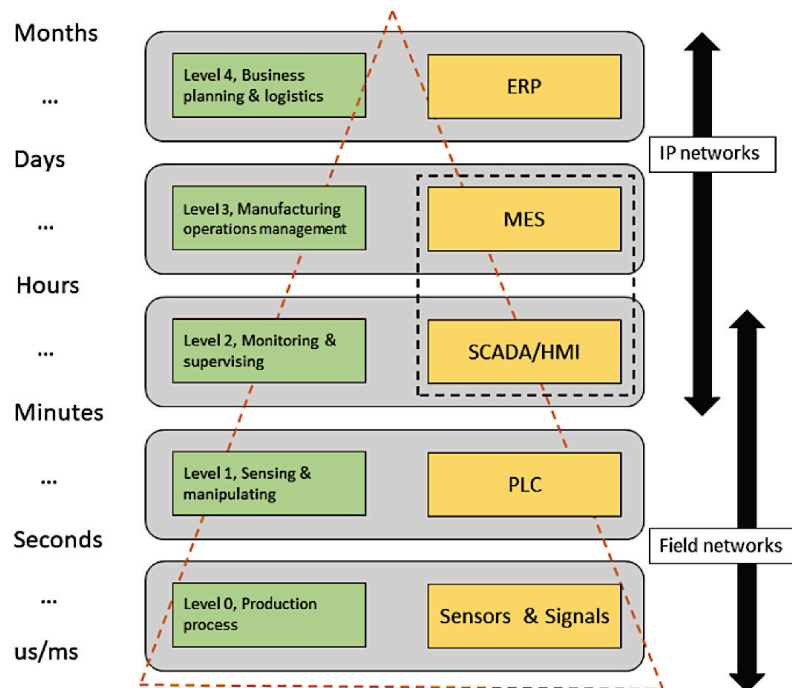 Months
Level 4, Business
planning & logistics
ERP
...
IP networks
Days
Level 3, Manufacturing
operations management
MES
...
Hours
Level 2, Monitoring &
supervising
SCADA/HMI
...
Minutes
Level 1, Sensing &
manipulating
PLC
...
Seconds
Field networks
...
Level 0, Production
process
Sensors & Signals
us/ms